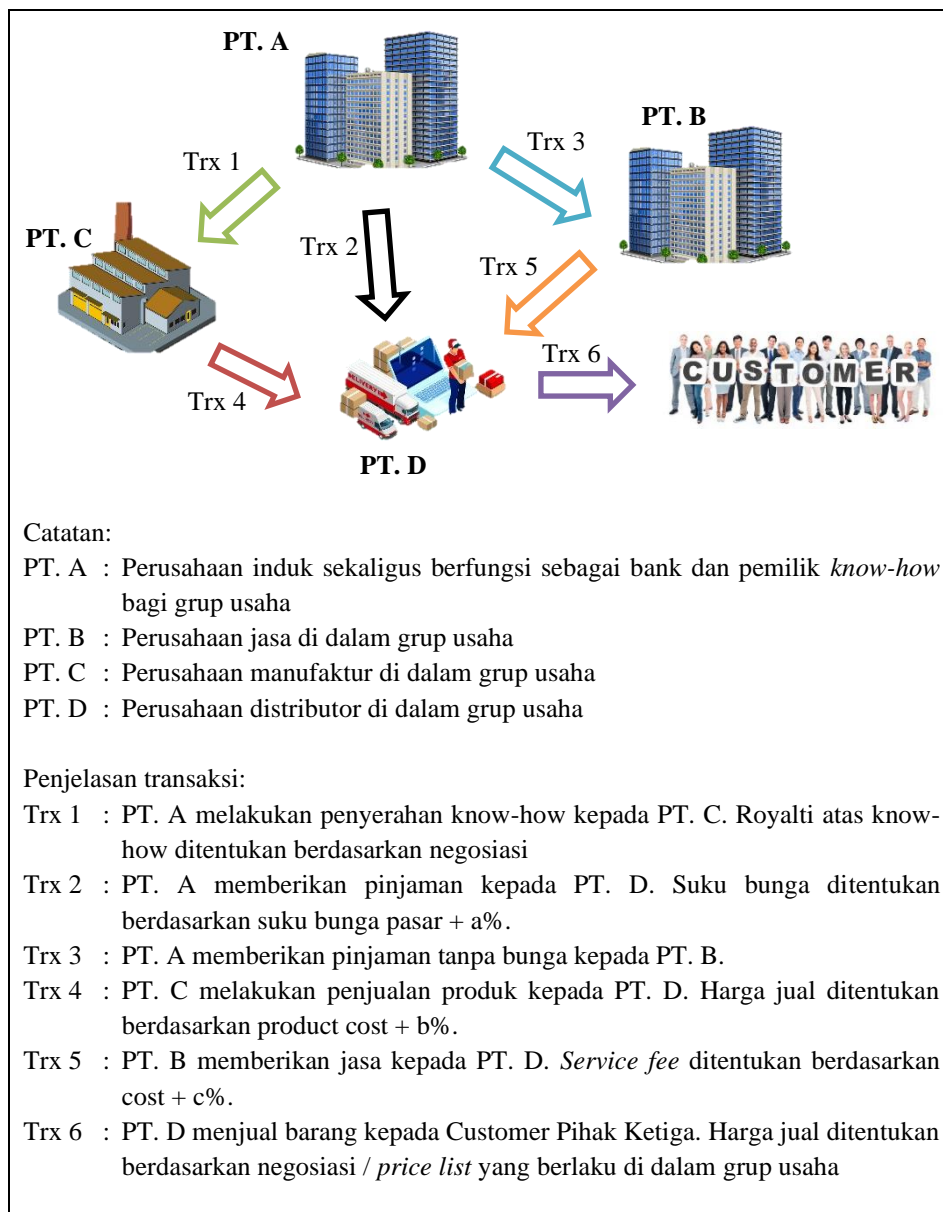 PT. A
PT. B
Trx 3
Trx 1
PT. C
Trx 2
Trx 5
Trx 6
CUSTOMER
Trx 4
PT. D
Catatan:
PT. A : Perusahaan induk sekaligus berfungsi sebagai bank dan pemilik know-how
bagi grup usaha
PT. B : Perusahaan jasa di dalam grup usaha
PT. C : Perusahaan manufaktur di dalam grup usaha
PT. D : Perusahaan distributor di dalam grup usaha
Penjelasan transaksi:
Trx 1 : PT. A melakukan penyerahan know-how kepada PT. C. Royalti atas know-
how ditentukan berdasarkan negosiasi
Trx 2 : PT. A memberikan pinjaman kepada PT. D. Suku bunga ditentukan
berdasarkan suku bunga pasar + a%.
Trx 3 : PT. A memberikan pinjaman tanpa bunga kepada PT. B.
Trx 4 : PT. C melakukan penjualan produk kepada PT. D. Harga jual ditentukan
berdasarkan product cost + b%.
Trx 5 : PT. B memberikan jasa kepada PT. D. Service fee ditentukan berdasarkan
cost + c%.
Trx 6 : PT. D menjual barang kepada Customer Pihak Ketiga. Harga jual ditentukan
berdasarkan negosiasi / price list yang berlaku di dalam grup usaha